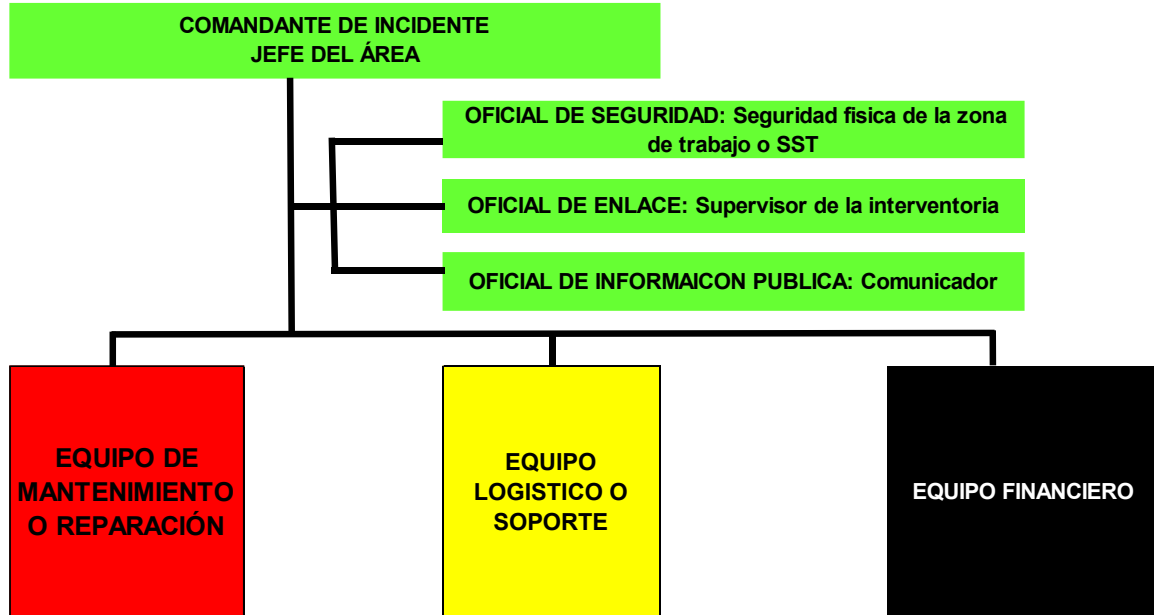 COMANDANTE DE INCIDENTE
JEFE DEL ÁREA
OFICIAL DE SEGURIDAD: Seguridad fisica de la zona
de trabajo o SST
OFICIAL DE ENLACE: Supervisor de la interventoria
OFICIAL DE INFORMAICON PUBLICA: Comunicador
EQUIPO DE
MANTENIMIENTO
O REPARACIÓN
EQUIPO
LOGISTICO O
SOPORTE
EQUIPO FINANCIERO